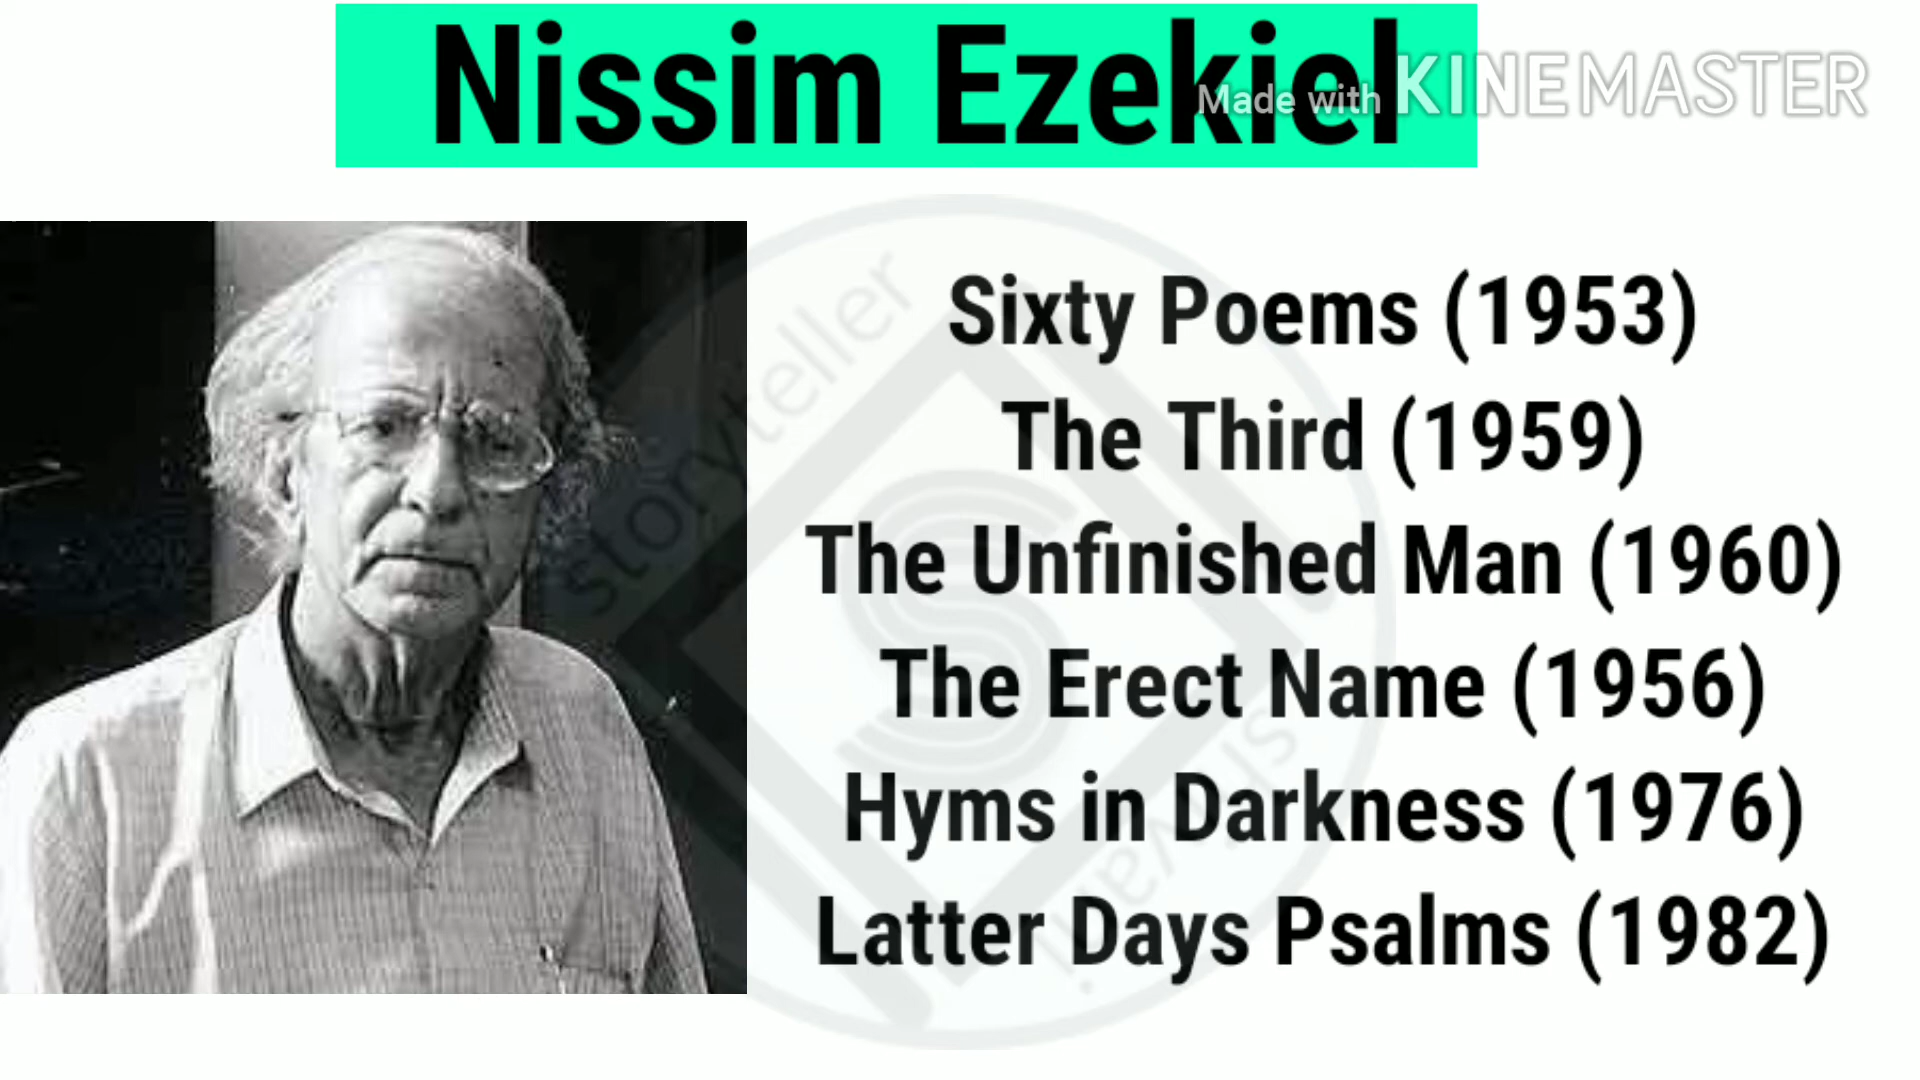 Nissim Ezekiel
Made with KINEMASTER
storyteller
Sixty Poems (1953)
The Third (1959)
The Unfinished Man (1960)
The Erect Name (1956)
Hyms in Darkness (1976)
Latter Days Psalms (1982)